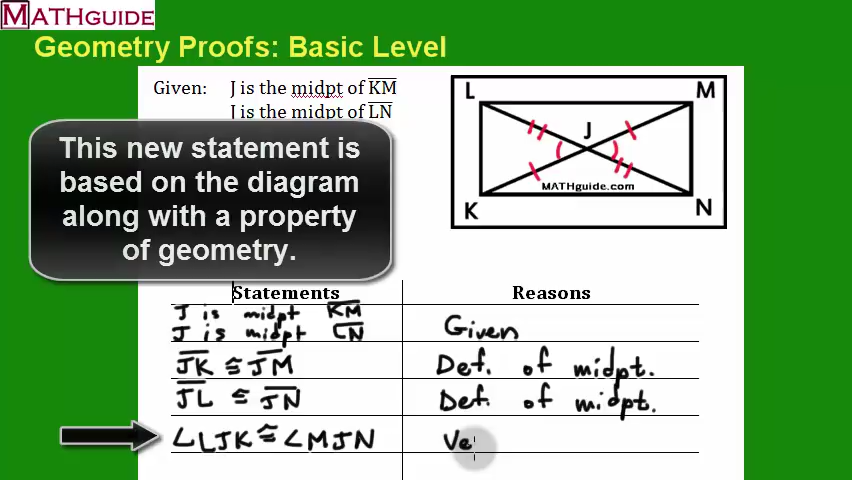 MATHGUIDE
Geometry Proofs: Basic Level
Given: J is the midpt of KM
J is the midpt of LN
This new statement is
based on the diagram
along with a property
of geometry.
L
M
J
K
N
MATHguide.com
Statements Reasons
J is midpt KM
J is midpt LN
Given
JK ≅ JM Def. of midpt.
JL ≅ JN Def. of midpt.
∠LJK ≅ ∠MJN Ve